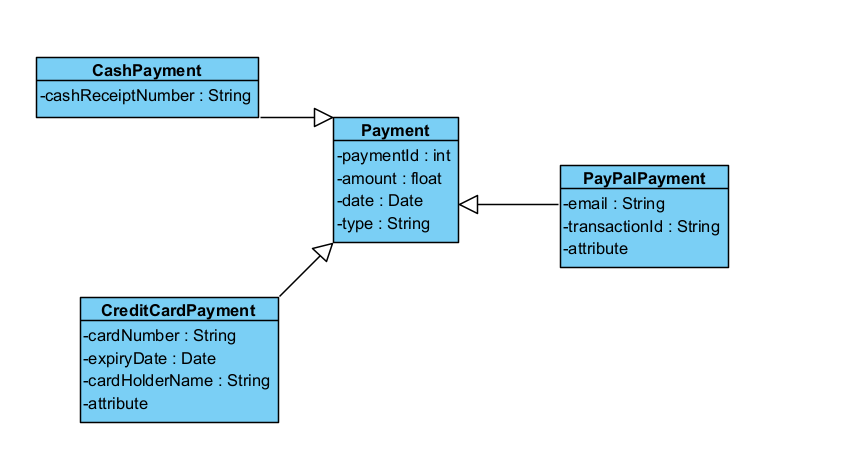 CashPayment
-cashReceiptNumber : String
Payment
-paymentId : int
-amount : float
-date : Date
-type : String
PayPalPayment
-email : String
-transactionId : String
-attribute
CreditCardPayment
-cardNumber : String
-expiryDate : Date
-cardHolderName : String
-attribute